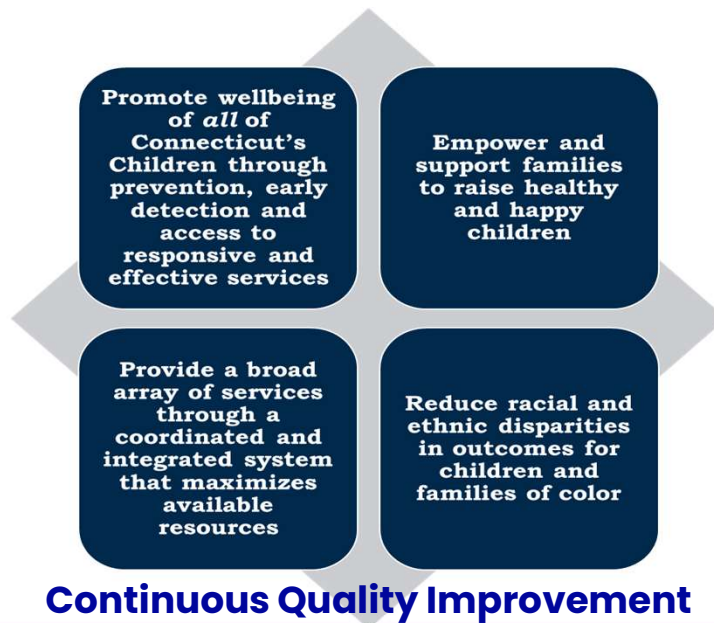 Promote wellbeing
of all of
Connecticut's
Children through
prevention, early
detection and
access to
responsive and
effective services
Empower and
support families
to raise healthy
and happy
children
Provide a broad
array of services
through a
coordinated and
integrated system
that maximizes
available
resources
Reduce racial and
ethnic disparities
in outcomes for
children and
families of color
Continuous Quality Improvement